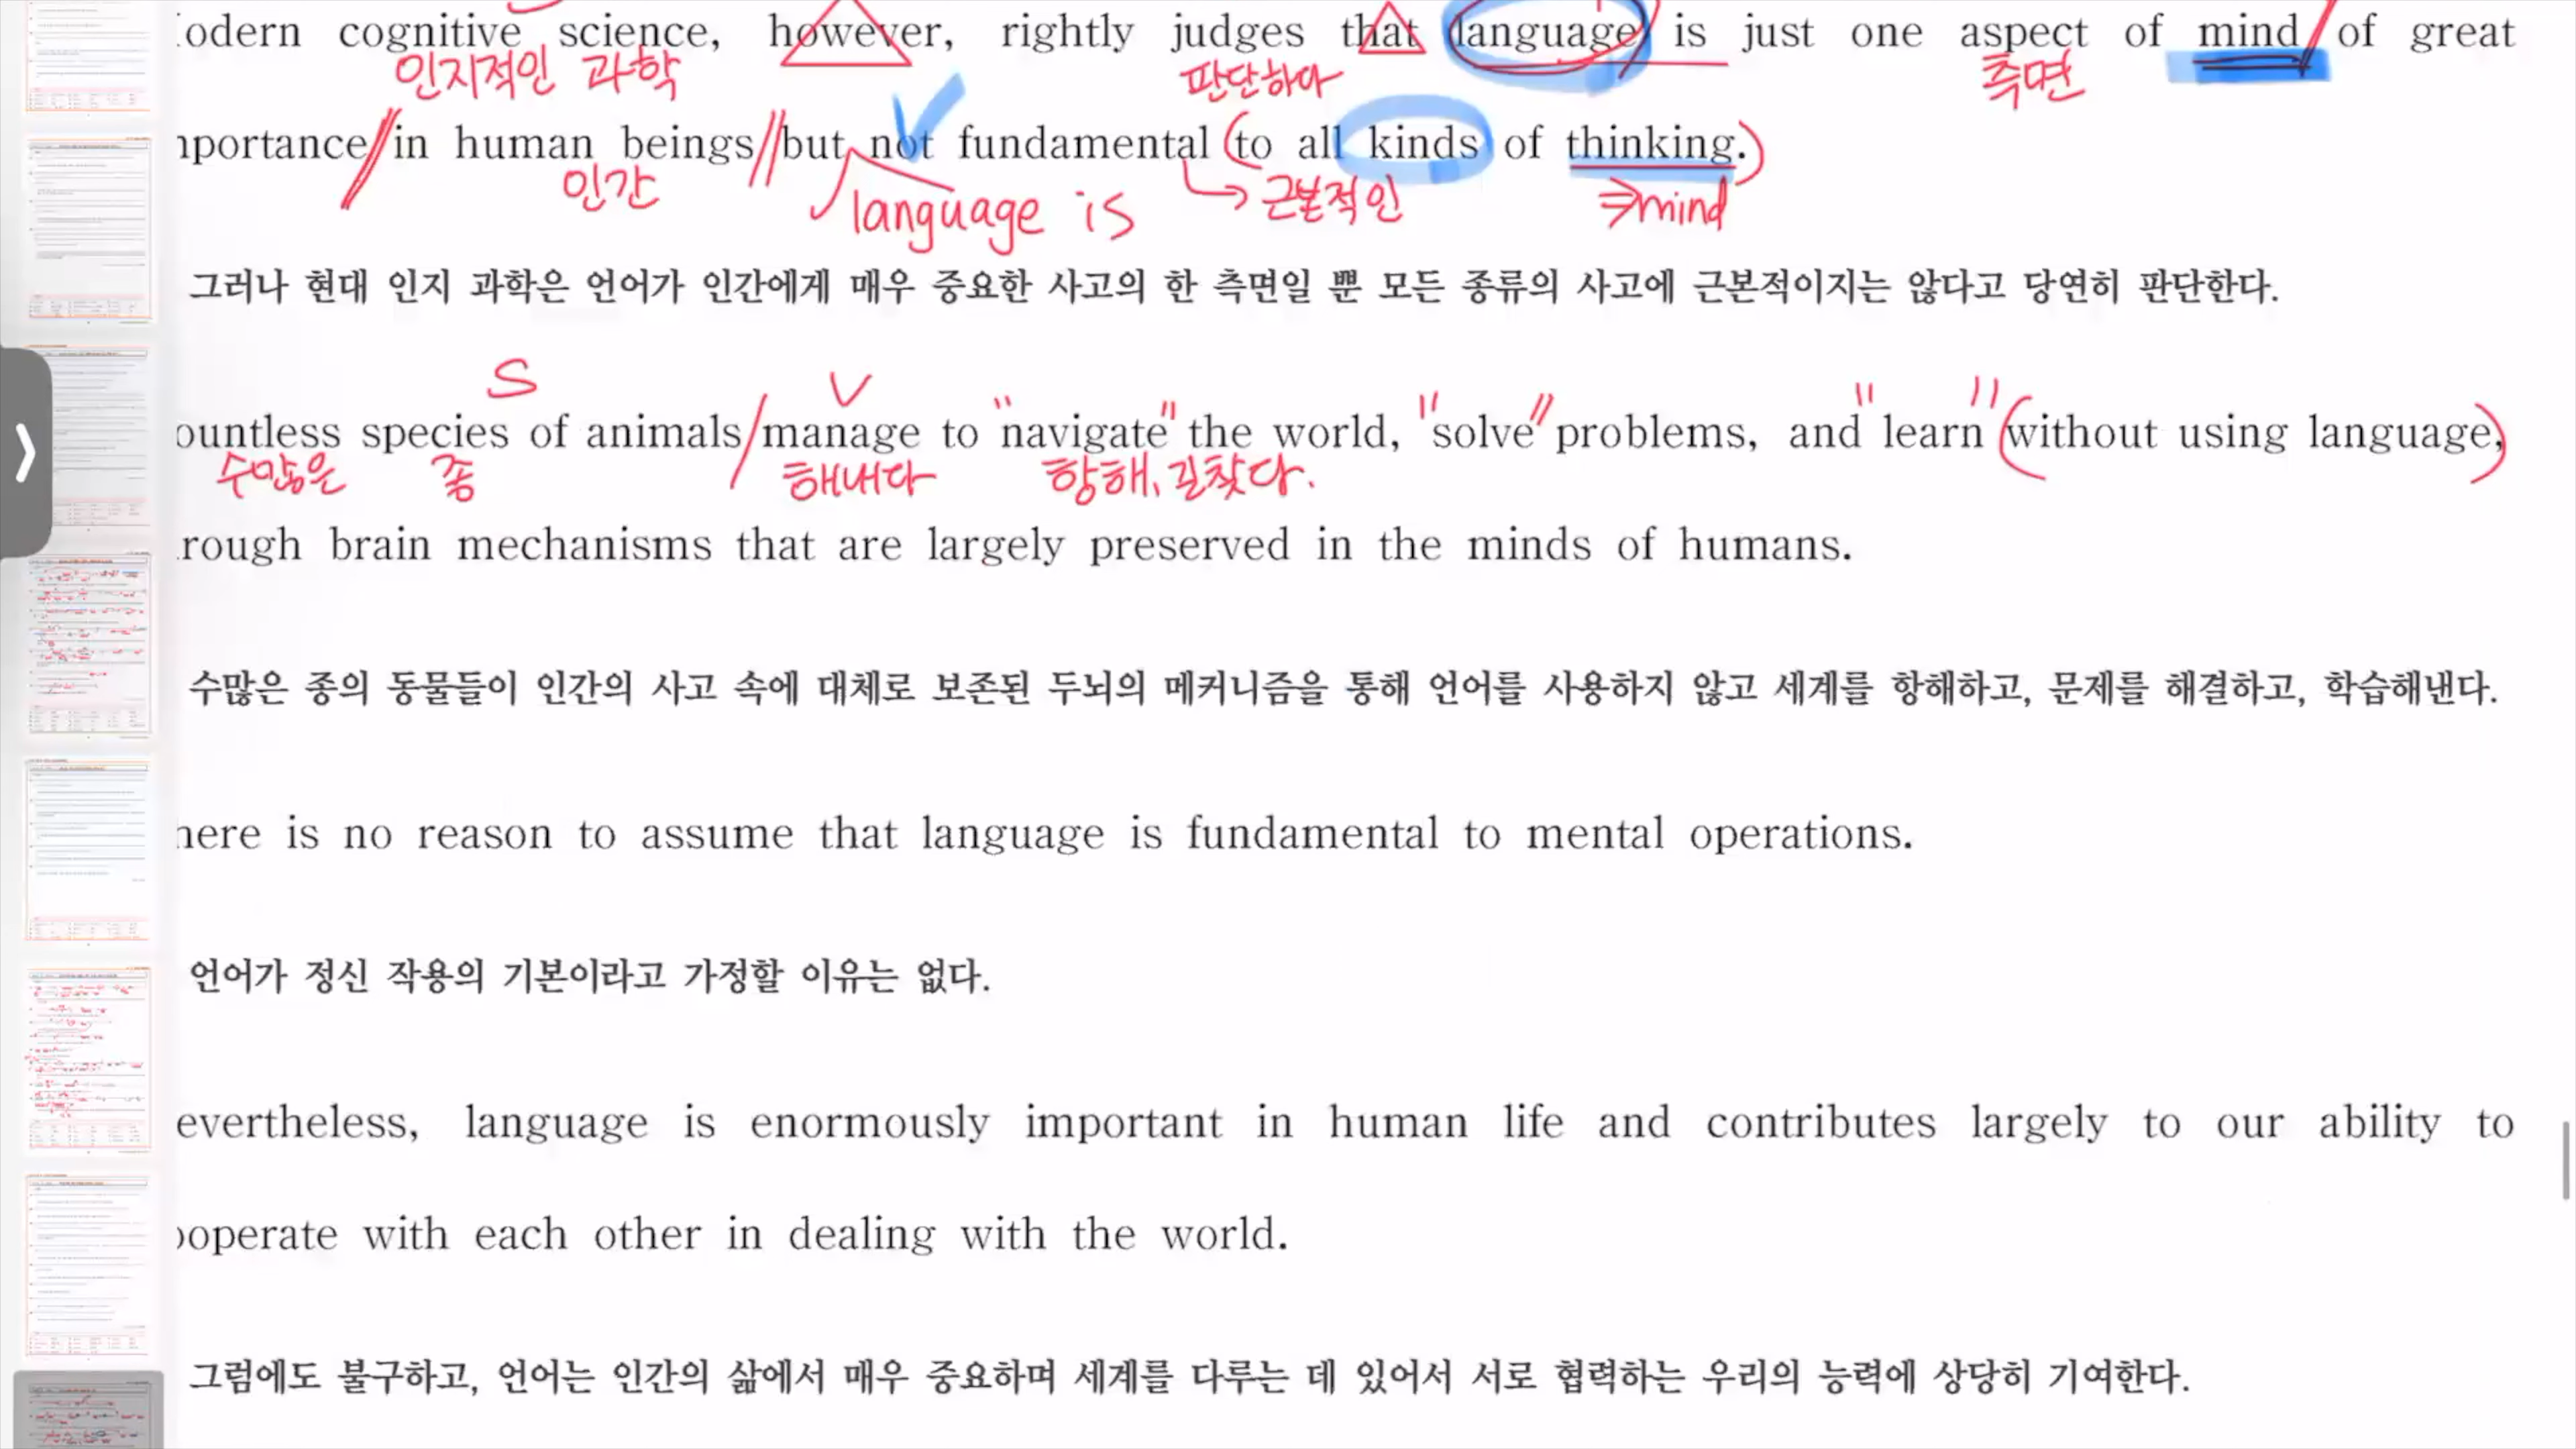 odern cognitive science, however, rightly judges that language is just one aspect of mind of great
인지적인 과학 판단하다 측면
mportance in human beings but not fundamental to all kinds of thinking.
인간 language is 근본적인 ⇒mind
그러나 현대 인지 과학은 언어가 인간에게 매우 중요한 사고의 한 측면일 뿐 모든 종류의 사고에 근본적이지는 않다고 당연히 판단한다.
S V
ountless species of animals manage to "navigate" the world, "solve" problems, and "learn" (without using language,)
수많은 종 해내다 항해, 길찾다.
rough brain mechanisms that are largely preserved in the minds of humans.
수많은 종의 동물들이 인간의 사고 속에 대체로 보존된 두뇌의 메커니즘을 통해 언어를 사용하지 않고 세계를 항해하고, 문제를 해결하고, 학습해낸다.
here is no reason to assume that language is fundamental to mental operations.
언어가 정신 작용의 기본이라고 가정할 이유는 없다.
evertheless, language is enormously important in human life and contributes largely to our ability to
ooperate with each other in dealing with the world.
그럼에도 불구하고, 언어는 인간의 삶에서 매우 중요하며 세계를 다루는 데 있어서 서로 협력하는 우리의 능력에 상당히 기여한다.